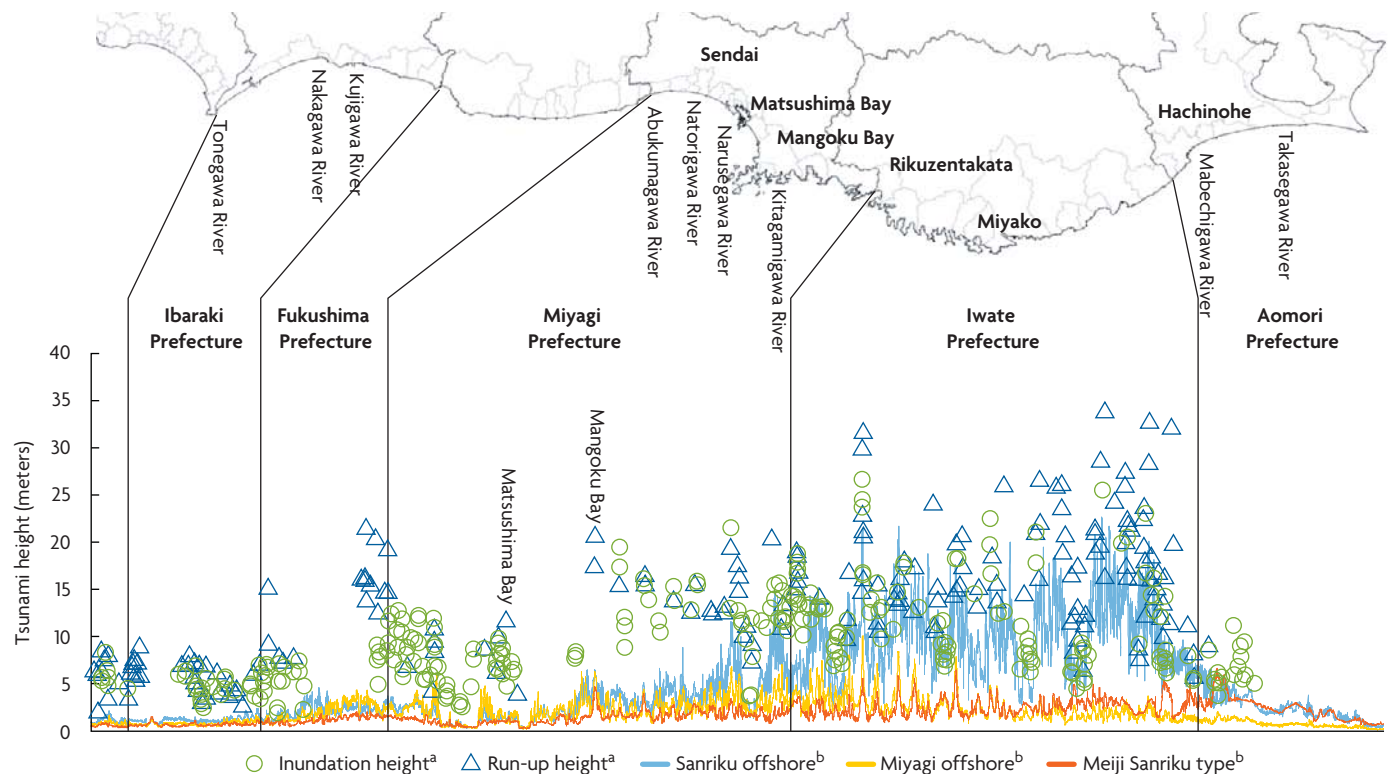 Sendai
Matsushima Bay
Mangoku Bay
Rikuzentakata
Miyako
Hachinohe
Tonegawa River
Nakagawa River
Kujigawa River
Abukumagawa River
Natorigawa River
Narusegawa River
Kitagamigawa River
Mabechigawa River
Takasegawa River
Ibaraki
Prefecture
Fukushima
Prefecture
Miyagi
Prefecture
Iwate
Prefecture
Aomori
Prefecture
Tsunami height (meters)
40
35
30
25
20
15
10
5
0
Matsushima Bay
Mangoku Bay
Inundation heightᵃ Run-up heightᵃ Sanriku offshoreᵇ Miyagi offshoreᵇ Meiji Sanriku typeᵇ